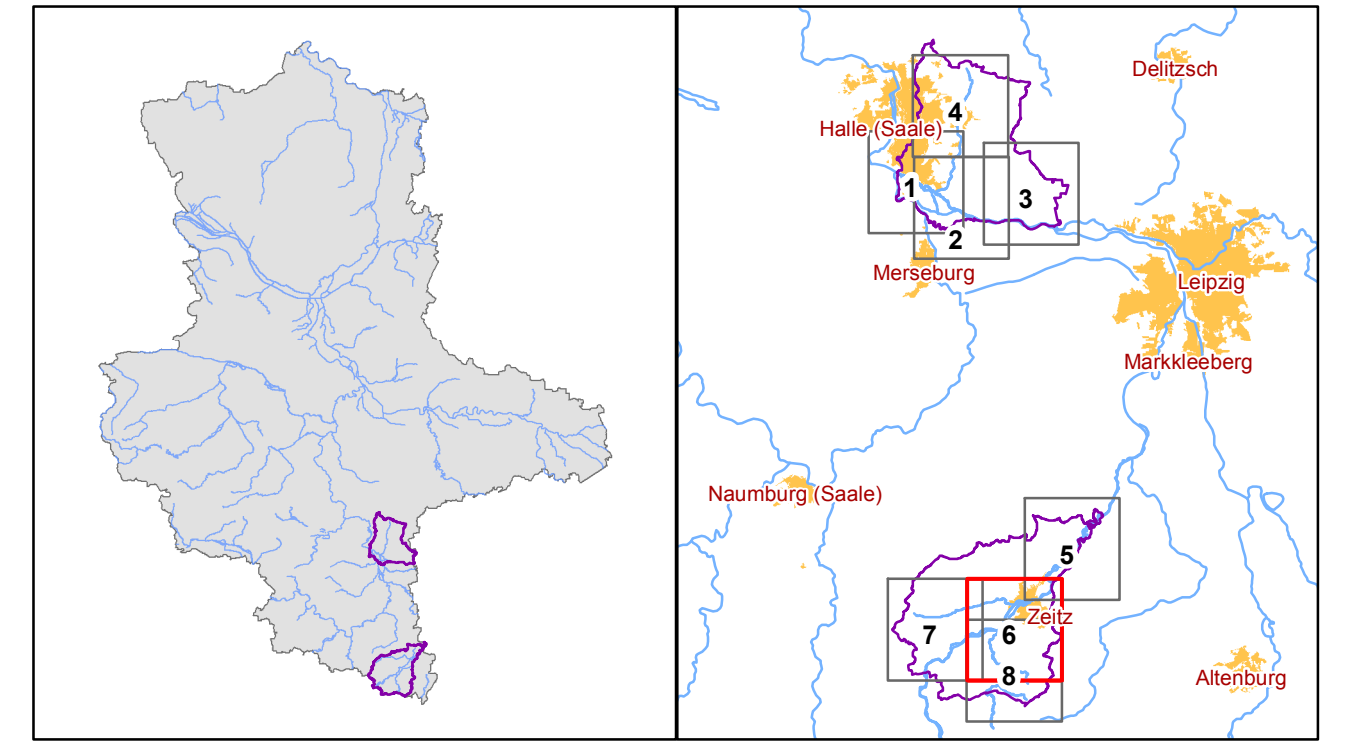 Delitzsch
4
Halle (Saale)
1
3
2
Merseburg
Leipzig
Markkleeberg
Naumburg (Saale)
5
Zeitz
7
6
8
Altenburg